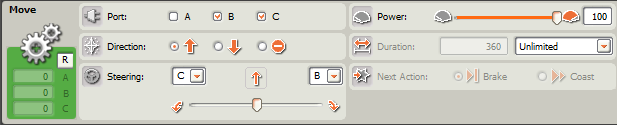 Move
R
0 A
0 B
0 C
Port: A B C
Direction:
Steering: C B
Power: 100
Duration: 360 Unlimited
Next Action: Brake Coast